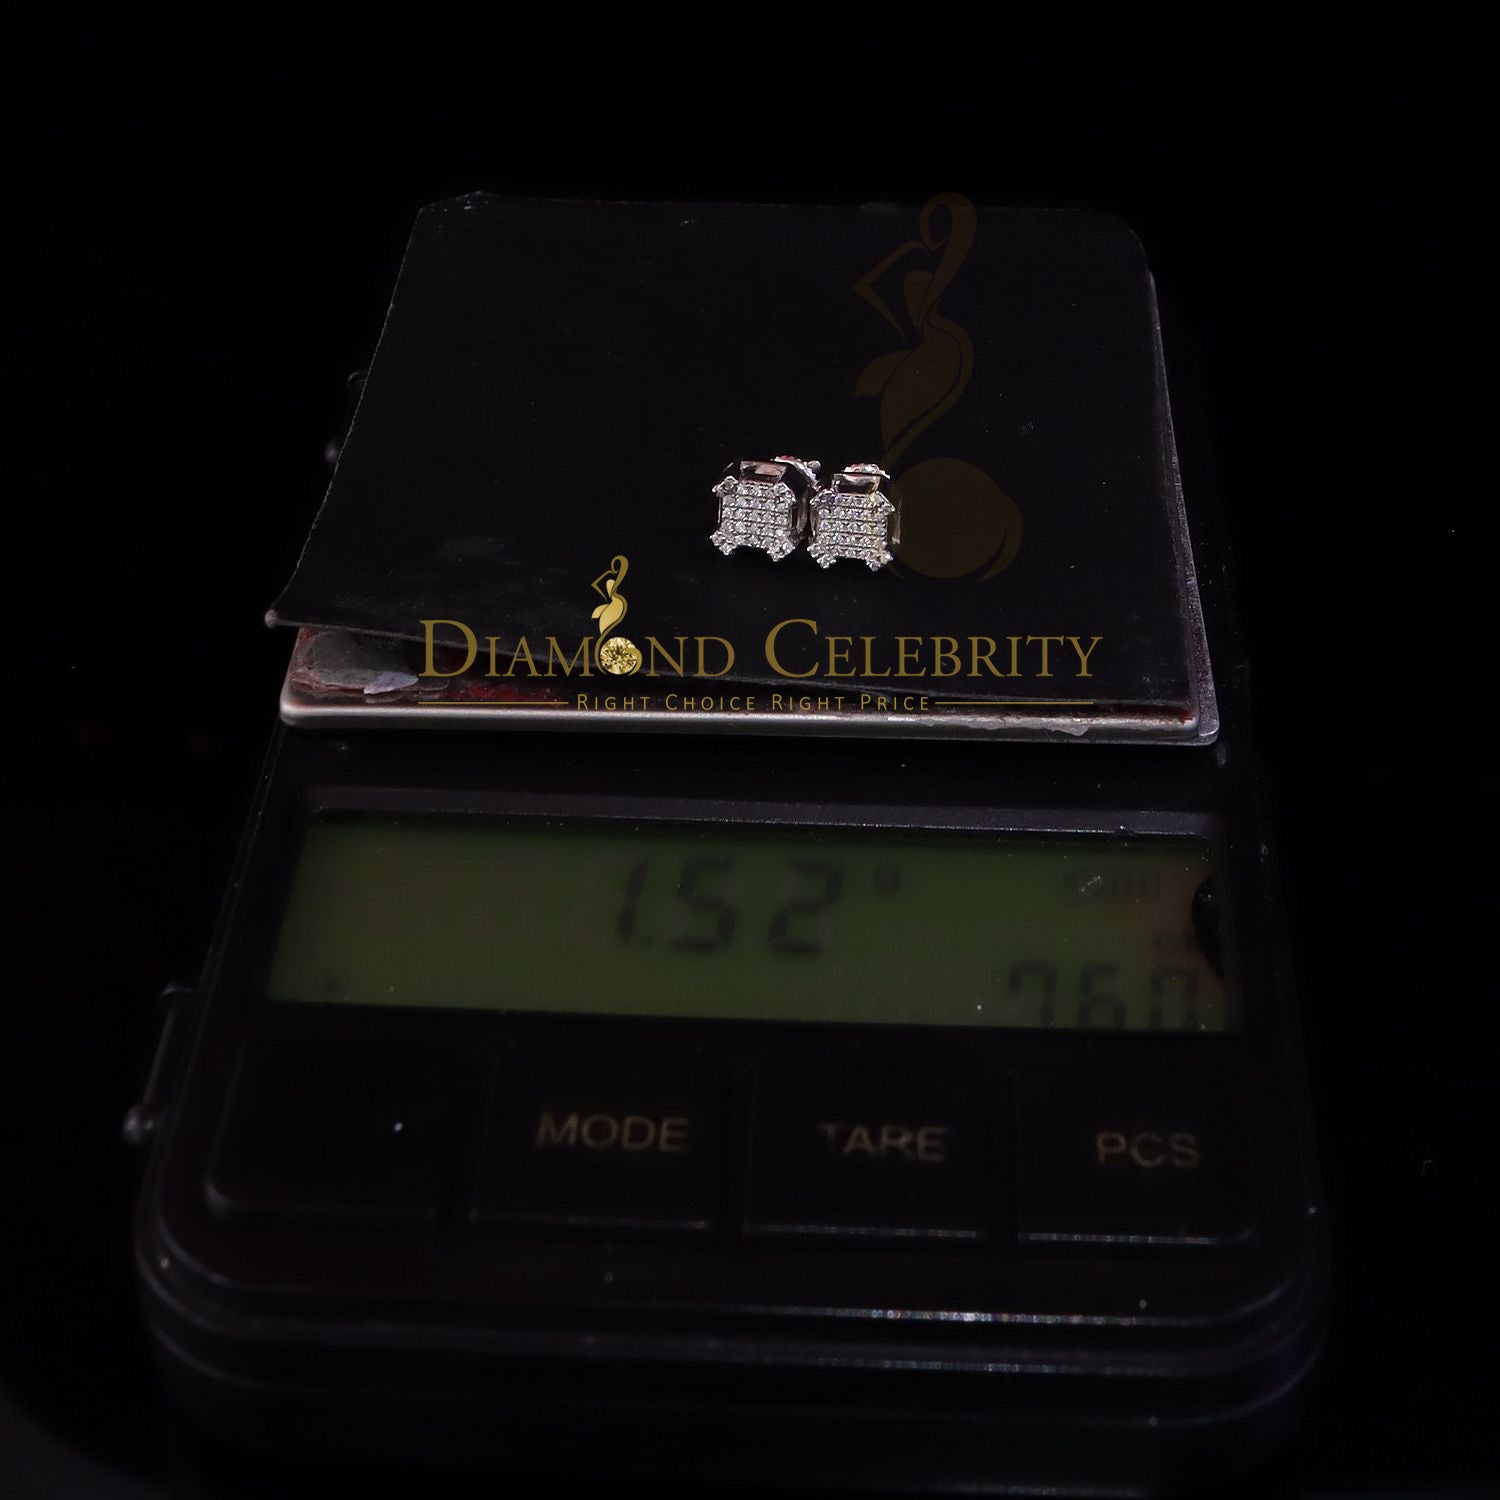 DIAMOND CELEBRITY
RIGHT CHOICE RIGHT PRICE
1.52 g
760
MODE TARE PCS